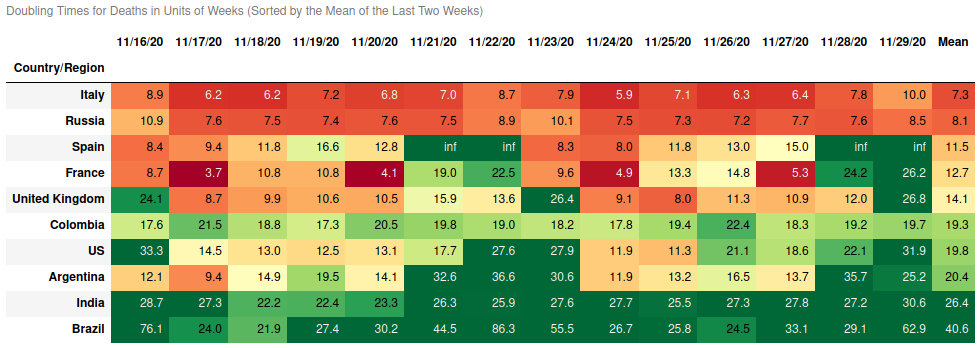 Doubling Times for Deaths in Units of Weeks (Sorted by the Mean of the Last Two Weeks)
11/16/20 11/17/20 11/18/20 11/19/20 11/20/20 11/21/20 11/22/20 11/23/20 11/24/20 11/25/20 11/26/20 11/27/20 11/28/20 11/29/20 Mean
Country/Region
Italy 8.9 6.2 6.2 7.2 6.8 7.0 8.7 7.9 5.9 7.1 6.3 6.4 7.8 10.0 7.3
Russia 10.9 7.6 7.5 7.4 7.6 7.5 8.9 10.1 7.5 7.3 7.2 7.7 7.6 8.5 8.1
Spain 8.4 9.4 11.8 16.6 12.8 inf inf 8.3 8.0 11.8 13.0 15.0 inf inf 11.5
France 8.7 3.7 10.8 10.8 4.1 19.0 22.5 9.6 4.9 13.3 14.8 5.3 24.2 26.2 12.7
United Kingdom 24.1 8.7 9.9 10.6 10.5 15.9 13.6 26.4 9.1 8.0 11.3 10.9 12.0 26.8 14.1
Colombia 17.6 21.5 18.8 17.3 20.5 19.8 19.0 18.2 17.8 19.4 22.4 18.3 19.2 19.7 19.3
US 33.3 14.5 13.0 12.5 13.1 17.7 27.6 27.9 11.9 11.3 21.1 18.6 22.1 31.9 19.8
Argentina 12.1 9.4 14.9 19.5 14.1 32.6 36.6 30.6 11.9 13.2 16.5 13.7 35.7 25.2 20.4
India 28.7 27.3 22.2 22.4 23.3 26.3 25.9 27.6 27.7 25.5 27.3 27.8 27.2 30.6 26.4
Brazil 76.1 24.0 21.9 27.4 30.2 44.5 86.3 55.5 26.7 25.8 24.5 33.1 29.1 62.9 40.6